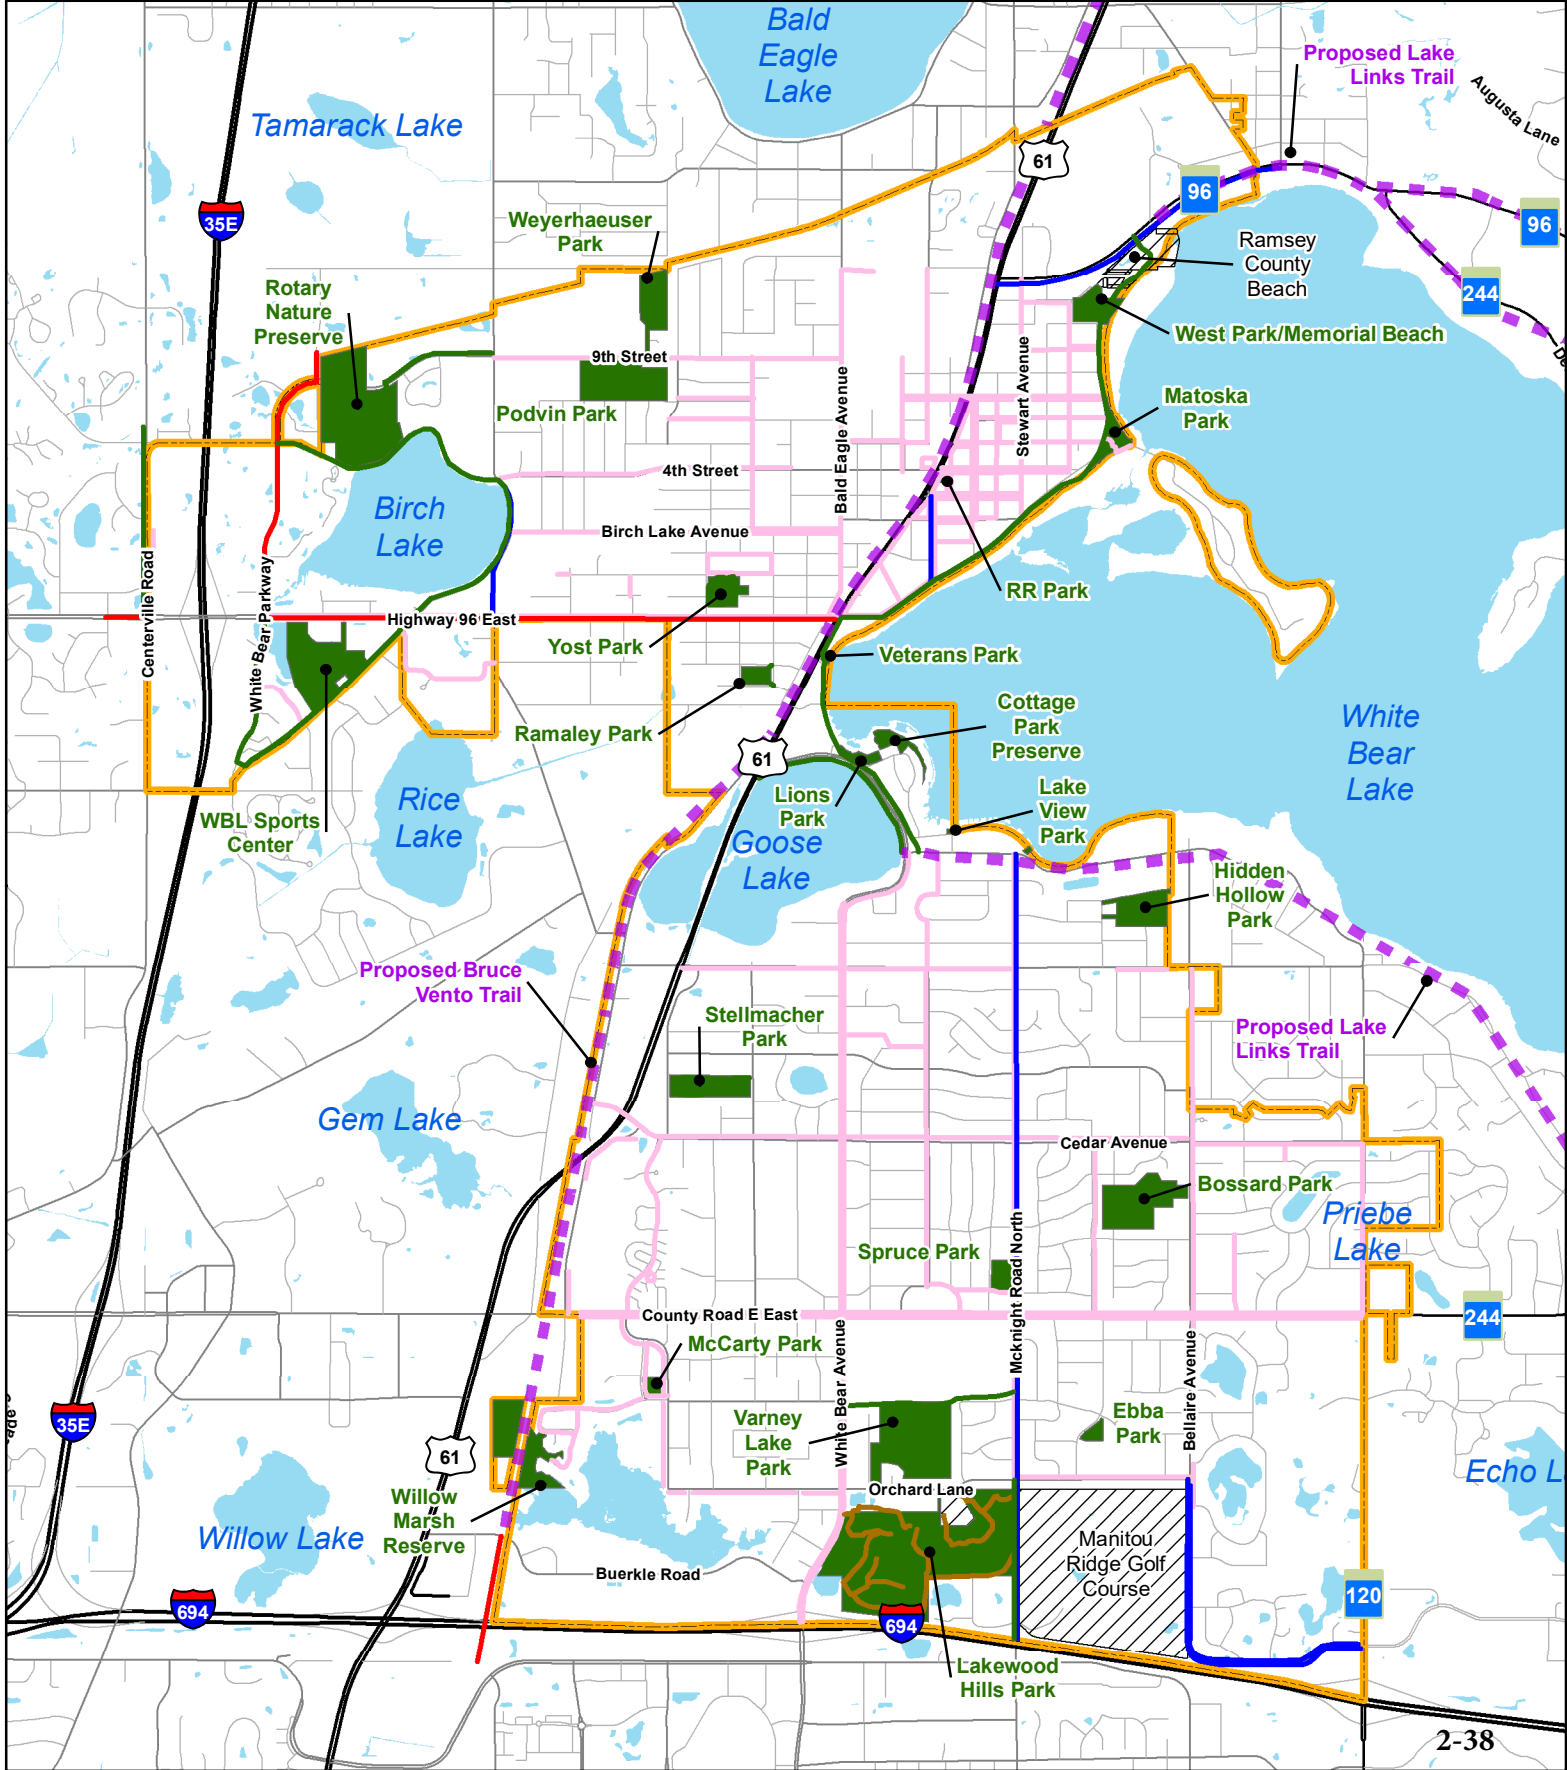 Bald
Eagle
Lake
Proposed Lake
Links Trail
Augusta Lane
Tamarack Lake
61
96
96
35E
Weyerhaeuser
Park
Ramsey
County
Beach
244
Rotary
Nature
Preserve
West Park/Memorial Beach
9th Street
Podvin Park
Bald Eagle Avenue
Stewart Avenue
Matoska
Park
4th Street
Birch
Lake
Birch Lake Avenue
RR Park
Centerville Road
White Bear Parkway
Highway 96 East
Yost Park
Veterans Park
Ramaley Park
Cottage
Park
Preserve
White
Bear
Lake
61
Lions
Park
Lake
View
Park
WBL Sports
Center
Rice
Lake
Goose
Lake
Hidden
Hollow
Park
Proposed Bruce
Vento Trail
Stellmacher
Park
Proposed Lake
Links Trail
Gem Lake
Cedar Avenue
Bossard Park
Priebe
Lake
Spruce Park
Mcknight Road North
County Road E East
244
McCarty Park
White Bear Avenue
Bellaire Avenue
35E
61
Varney
Lake
Park
Ebba
Park
Echo L
Orchard Lane
Willow
Marsh
Reserve
Willow Lake
Manitou
Ridge Golf
Course
Buerkle Road
120
694
694
Lakewood
Hills Park
2-38